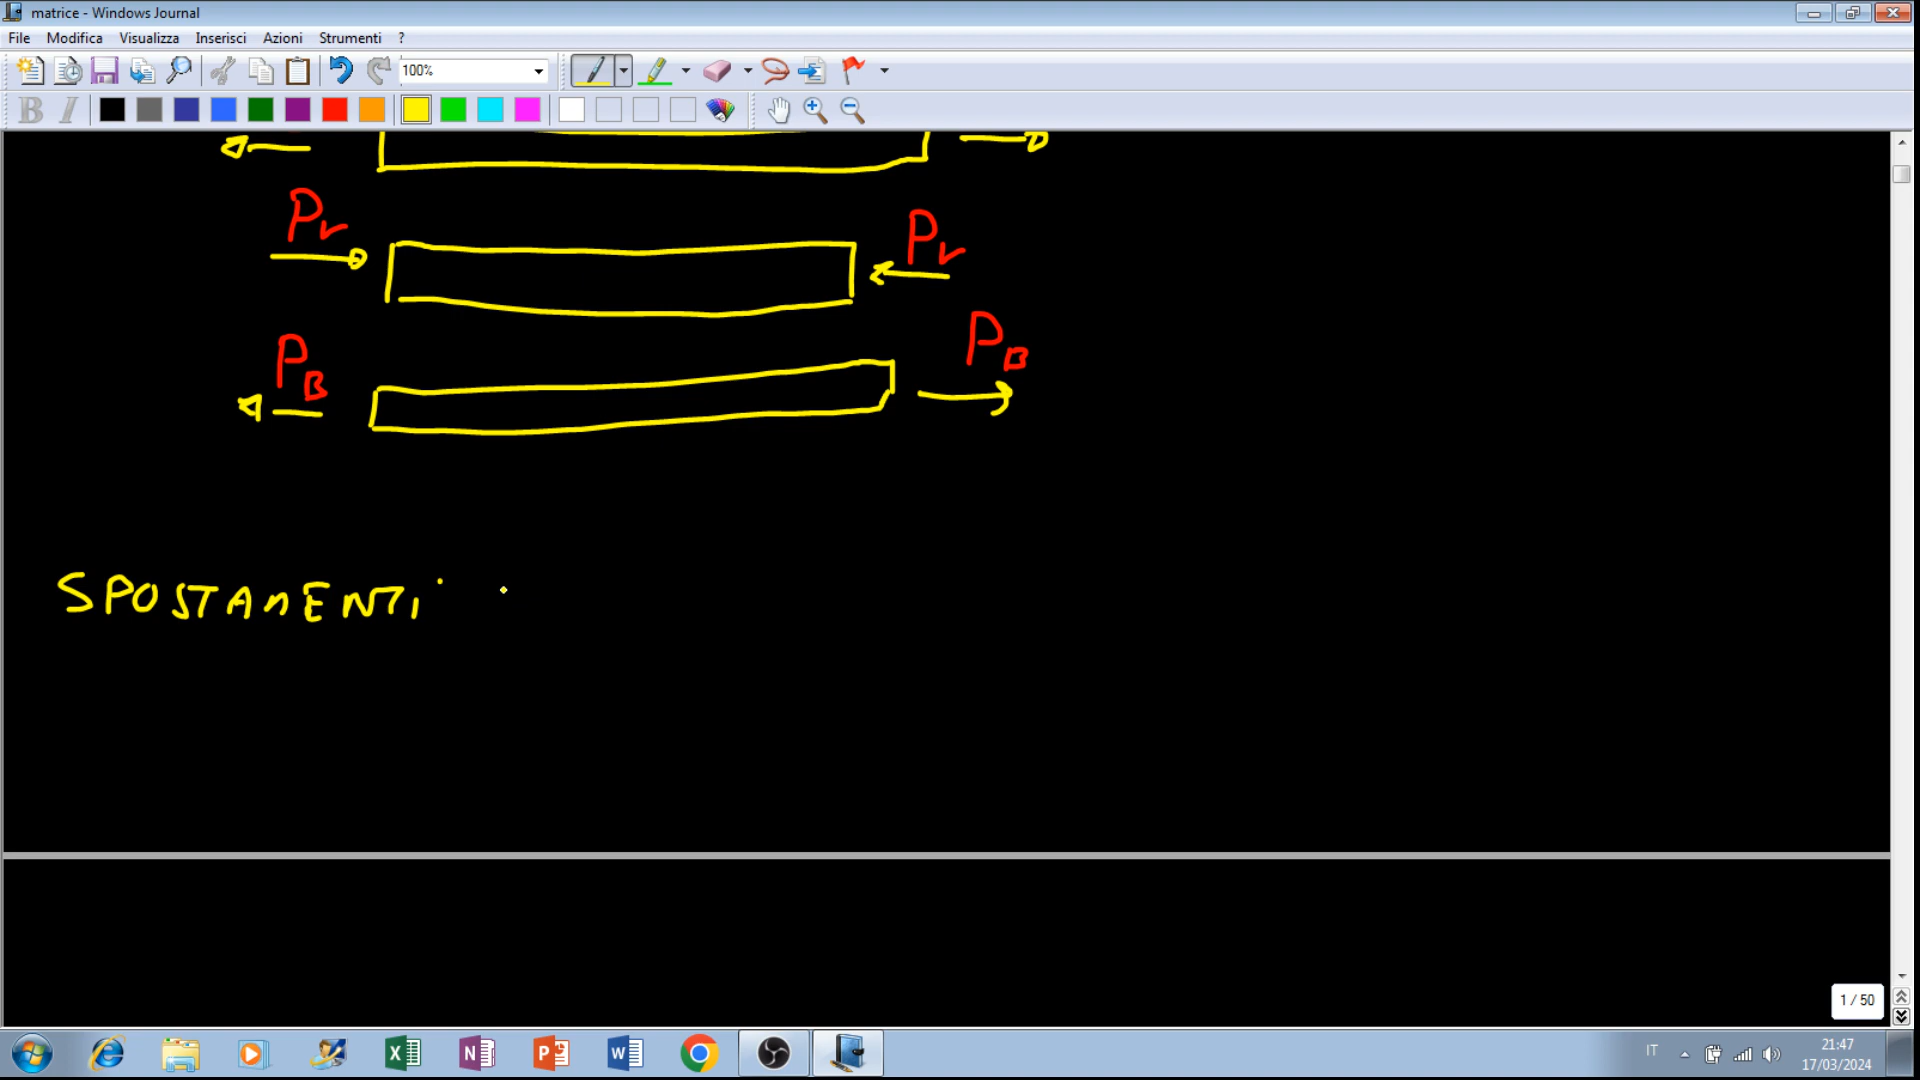 matrice - Windows Journal
File Modifica Visualizza Inserisci Azioni Strumenti ?
100%
B I
Pv Pv
PB PB
SPOSTAMENTI
1 / 50
IT
21:47
17/03/2024